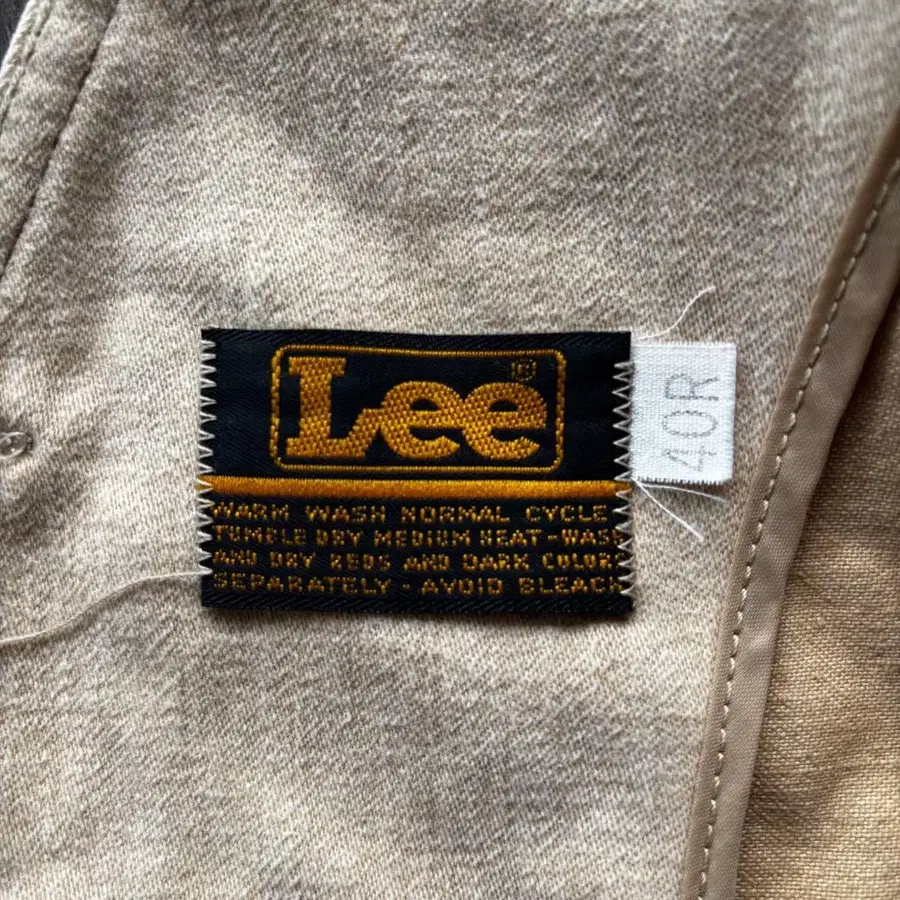 Lee®
40R
WARM WASH NORMAL CYCLE
TUMBLE DRY MEDIUM HEAT-WASH
AND DRY REDS AND DARK COLORS
SEPARATELY - AVOID BLEACH